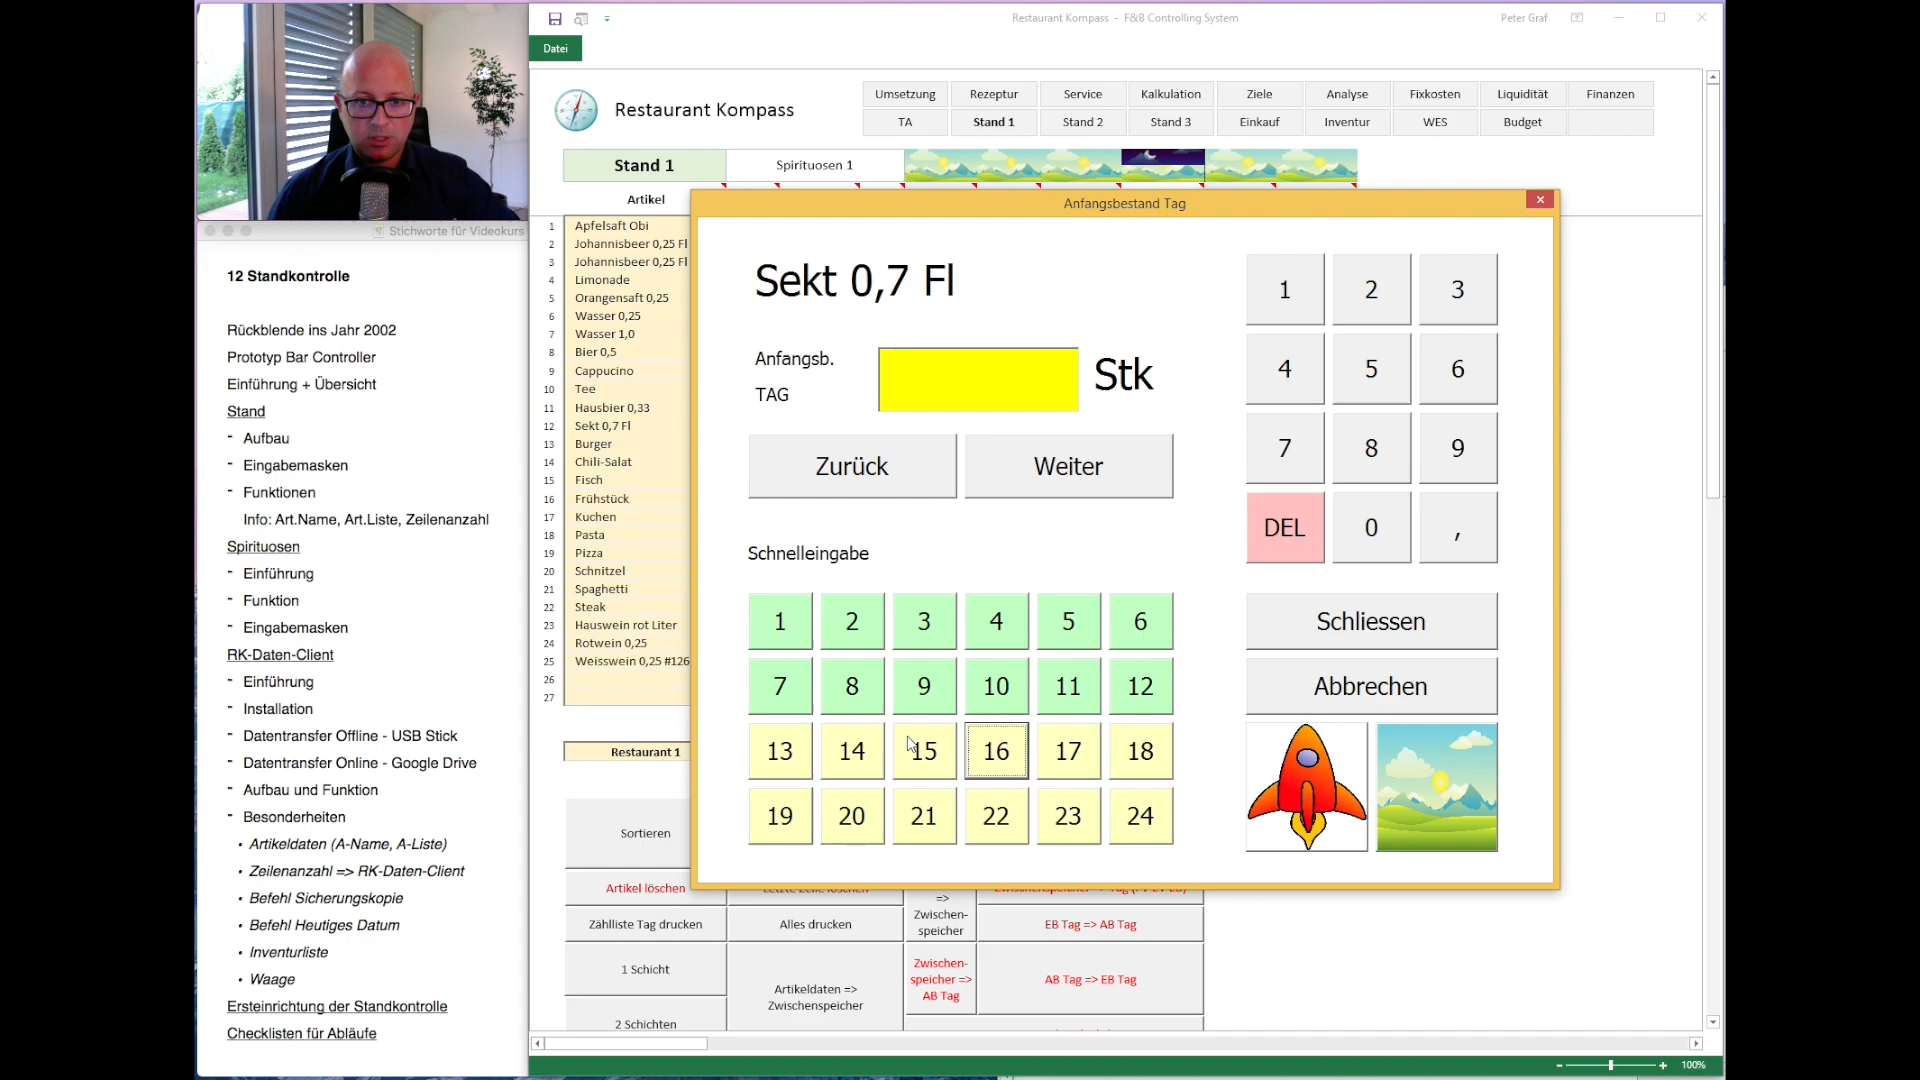 Restaurant Kompass - F&B Controlling System
Peter Graf
Datei
Restaurant Kompass
Umsetzung
Rezeptur
Service
Kalkulation
Ziele
Analyse
Fixkosten
Liquidität
Finanzen
TA
Stand 1
Stand 2
Stand 3
Einkauf
Inventur
WES
Budget
Stand 1
Spirituosen 1
Artikel
Stichworte für Videokurs
12 Standkontrolle
Rückblende ins Jahr 2002
Prototyp Bar Controller
Einführung + Übersicht
Stand
- Aufbau
- Eingabemasken
- Funktionen
Info: Art.Name, Art.Liste, Zeilenanzahl
Spirituosen
- Einführung
- Funktion
- Eingabemasken
RK-Daten-Client
- Einführung
- Installation
- Datentransfer Offline - USB Stick
- Datentransfer Online - Google Drive
- Aufbau und Funktion
- Besonderheiten
• Artikeldaten (A-Name, A-Liste)
• Zeilenanzahl => RK-Daten-Client
• Befehl Sicherungskopie
• Befehl Heutiges Datum
• Inventurliste
• Waage
Ersteinrichtung der Standkontrolle
Checklisten für Abläufe
1 Apfelsaft Obi
2 Johannisbeer 0,25 Fl
3 Johannisbeer 0,25 Fl
4 Limonade
5 Orangensaft 0,25
6 Wasser 0,25
7 Wasser 1,0
8 Bier 0,5
9 Cappucino
10 Tee
11 Hausbier 0,33
12 Sekt 0,7 Fl
13 Burger
14 Chili-Salat
15 Fisch
16 Frühstück
17 Kuchen
18 Pasta
19 Pizza
20 Schnitzel
21 Spaghetti
22 Steak
23 Hauswein rot Liter
24 Rotwein 0,25
25 Weisswein 0,25 #126
26
27
Restaurant 1
Anfangsbestand Tag
Sekt 0,7 Fl
Anfangsb.
TAG
Stk
Zurück
Weiter
Schnelleingabe
1 2 3 4 5 6
7 8 9 10 11 12
13 14 15 16 17 18
19 20 21 22 23 24
1 2 3
4 5 6
7 8 9
DEL 0 ,
Schliessen
Abbrechen
Sortieren
Artikel löschen
Letzte Zeile löschen
Zählliste Tag drucken
Alles drucken
=>
Zwischen-
speicher
EB Tag => AB Tag
1 Schicht
Artikeldaten =>
Zwischenspeicher
Zwischen-
speicher =>
AB Tag
AB Tag => EB Tag
2 Schichten
100%